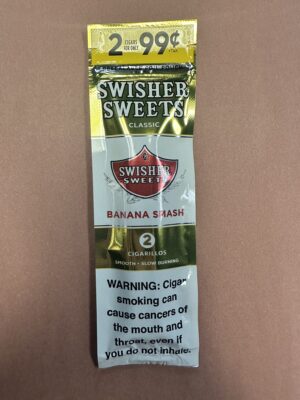 2 CIGARS FOR ONLY 99¢
+TAX
SWISHER
SWEETS
CLASSIC
SWISHER
SWEETS
BANANA SMASH
2
CIGARILLOS
SMOOTH • SLOW BURNING
WARNING: Cigar
smoking can
cause cancers of
the mouth and
throat, even if
you do not inhale.